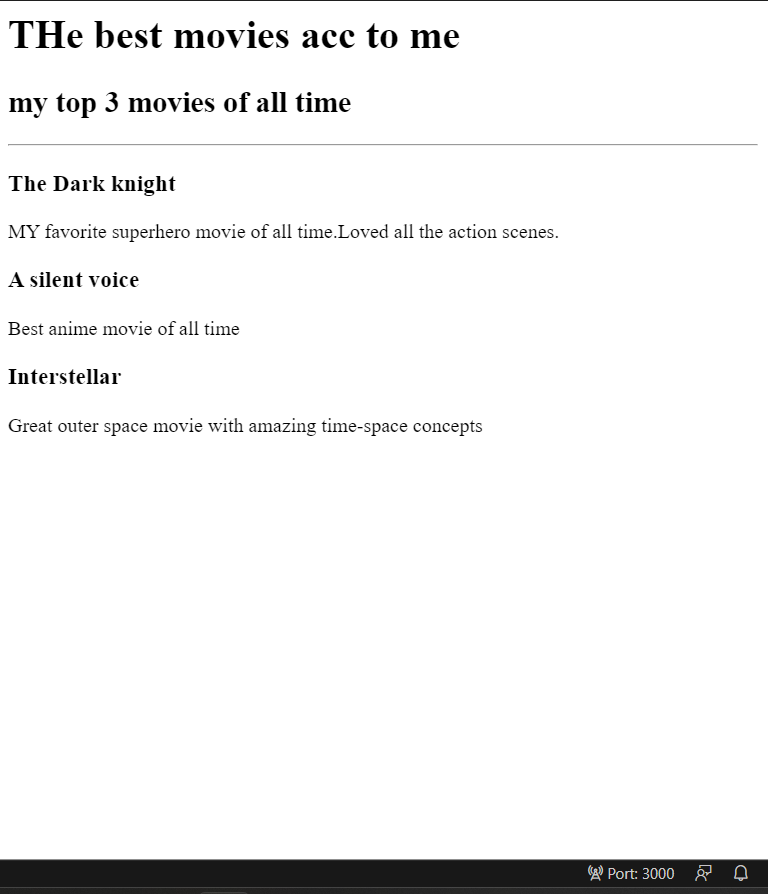 THe best movies acc to me
my top 3 movies of all time
The Dark knight
MY favorite superhero movie of all time.Loved all the action scenes.
A silent voice
Best anime movie of all time
Interstellar
Great outer space movie with amazing time-space concepts
Port: 3000